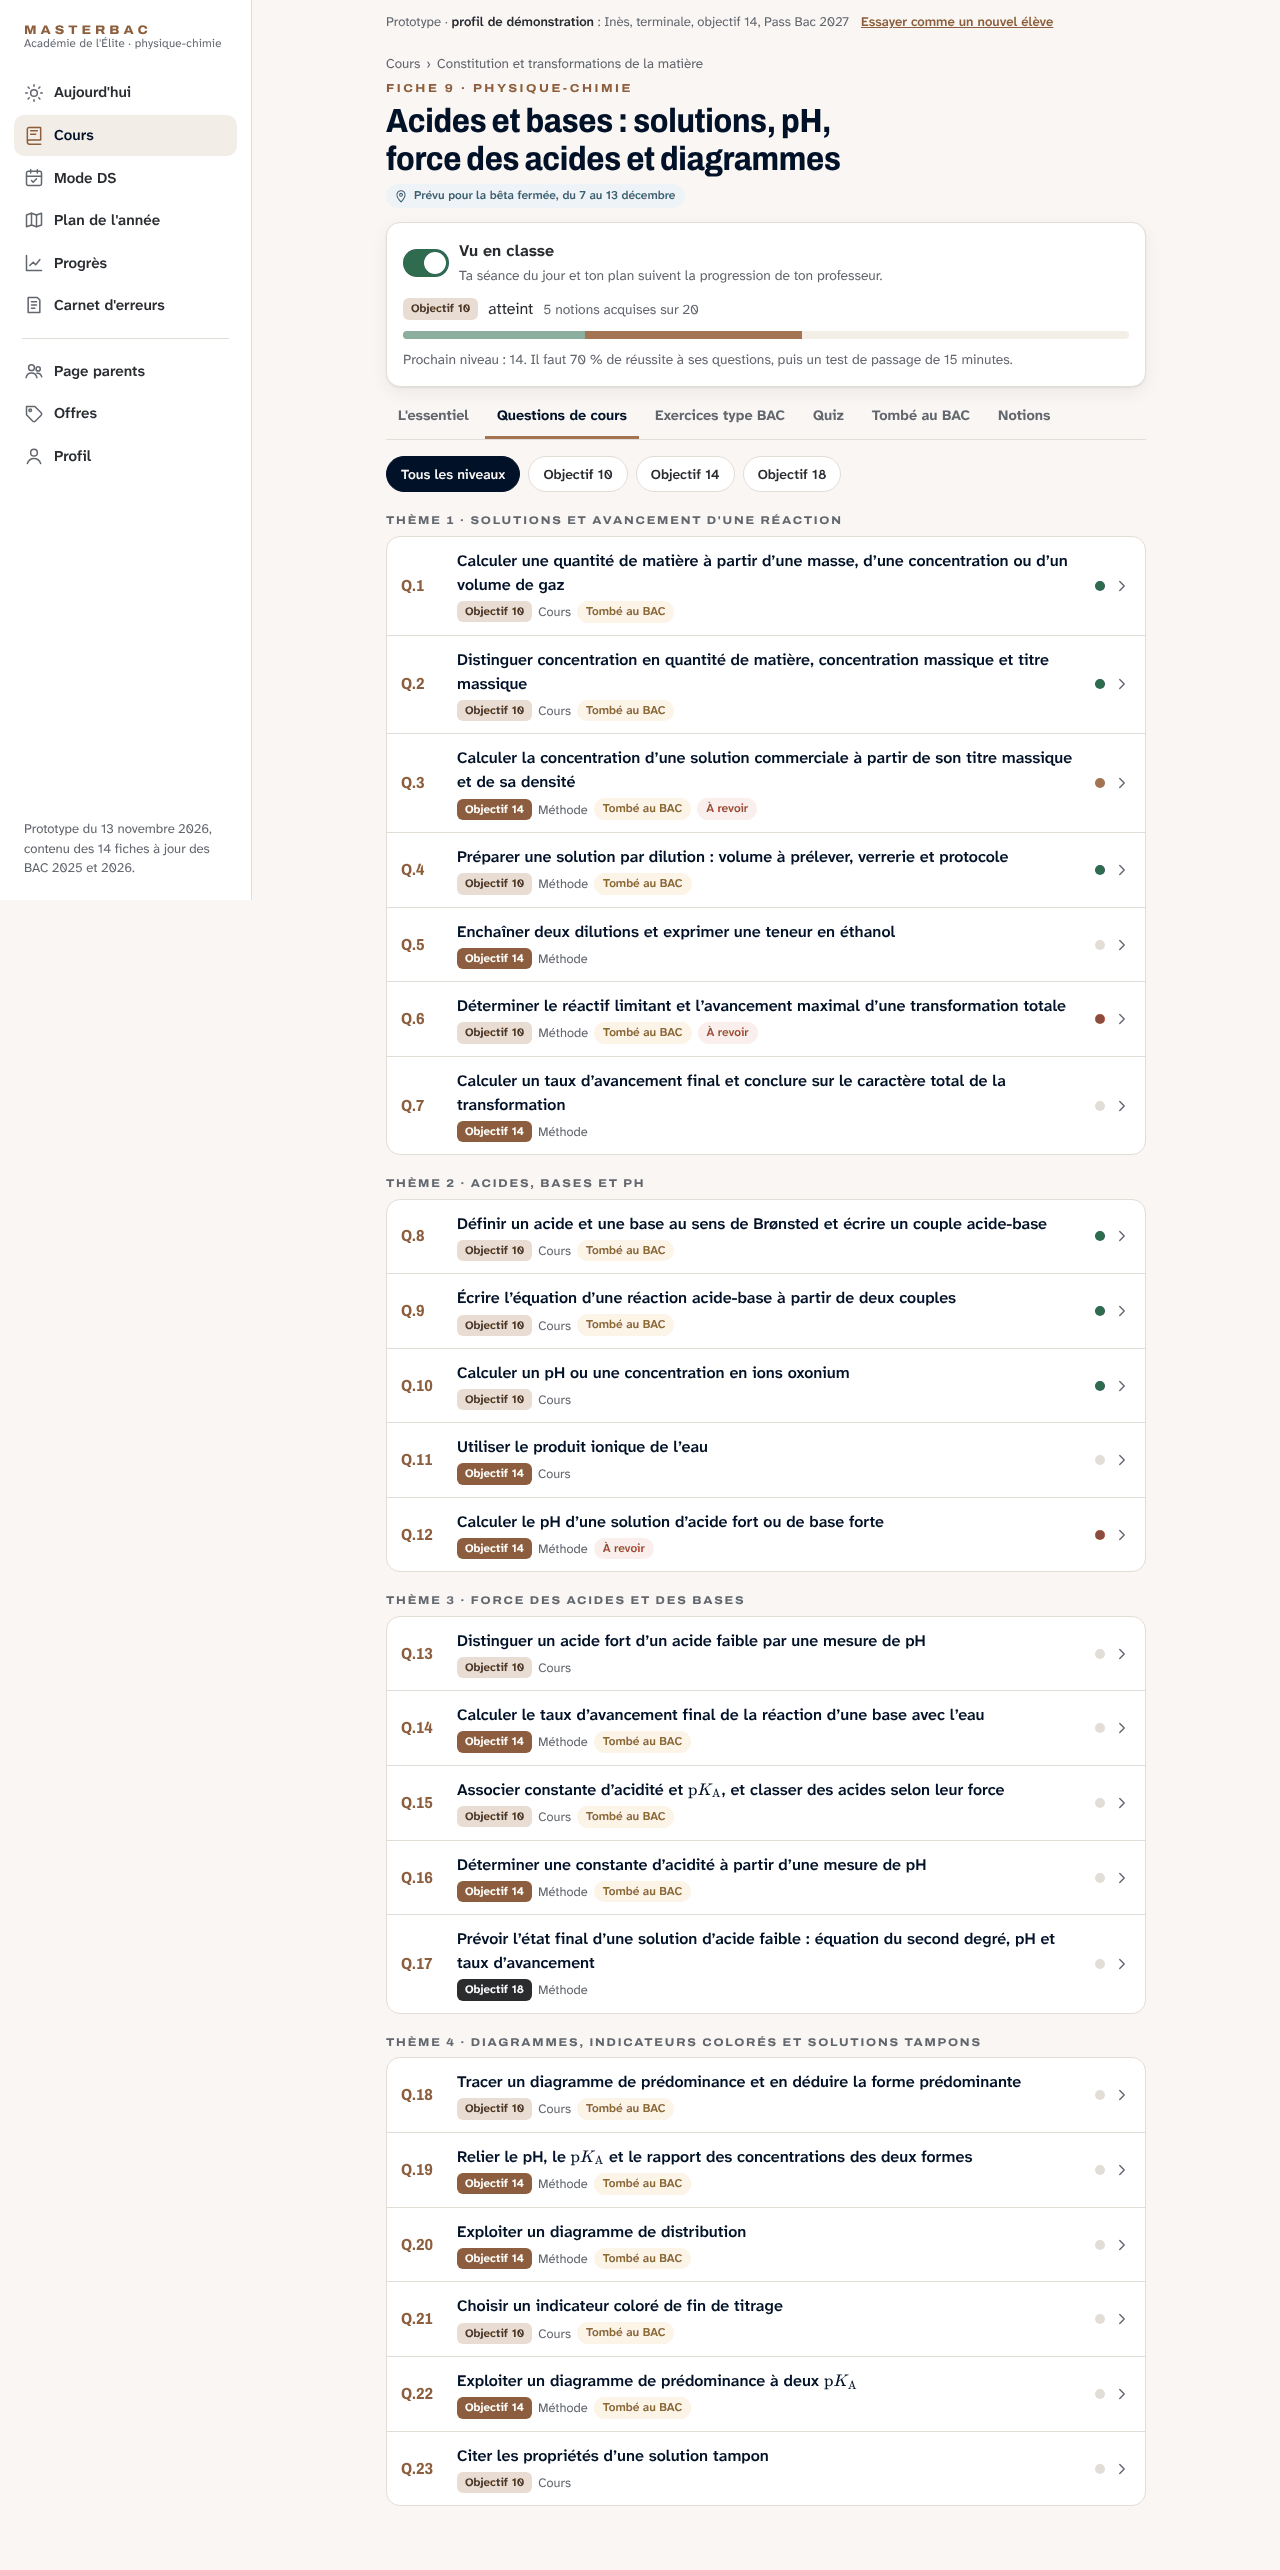 MASTERBAC
Académie de l'Élite · physique-chimie
Aujourd'hui
Cours
Mode DS
Plan de l'année
Progrès
Carnet d'erreurs
Page parents
Offres
Profil
Prototype du 13 novembre 2026,
contenu des 14 fiches à jour des
BAC 2025 et 2026.
Prototype · profil de démonstration : Inès, terminale, objectif 14, Pass Bac 2027 Essayer comme un nouvel élève
Cours › Constitution et transformations de la matière
FICHE 9 · PHYSIQUE-CHIMIE
Acides et bases : solutions, pH,
force des acides et diagrammes
Prévu pour la bêta fermée, du 7 au 13 décembre
Vu en classe
Ta séance du jour et ton plan suivent la progression de ton professeur.
Objectif 10 atteint 5 notions acquises sur 20
Prochain niveau : 14. Il faut 70 % de réussite à ses questions, puis un test de passage de 15 minutes.
L'essentiel Questions de cours Exercices type BAC Quiz Tombé au BAC Notions
Tous les niveaux Objectif 10 Objectif 14 Objectif 18
THÈME 1 · SOLUTIONS ET AVANCEMENT D'UNE RÉACTION
Q.1 Calculer une quantité de matière à partir d’une masse, d’une concentration ou d’un
volume de gaz
Objectif 10 Cours Tombé au BAC
Q.2 Distinguer concentration en quantité de matière, concentration massique et titre
massique
Objectif 10 Cours Tombé au BAC
Q.3 Calculer la concentration d’une solution commerciale à partir de son titre massique
et de sa densité
Objectif 14 Méthode Tombé au BAC À revoir
Q.4 Préparer une solution par dilution : volume à prélever, verrerie et protocole
Objectif 10 Méthode Tombé au BAC
Q.5 Enchaîner deux dilutions et exprimer une teneur en éthanol
Objectif 14 Méthode
Q.6 Déterminer le réactif limitant et l’avancement maximal d’une transformation totale
Objectif 10 Méthode Tombé au BAC À revoir
Q.7 Calculer un taux d’avancement final et conclure sur le caractère total de la
transformation
Objectif 14 Méthode
THÈME 2 · ACIDES, BASES ET PH
Q.8 Définir un acide et une base au sens de Brønsted et écrire un couple acide-base
Objectif 10 Cours Tombé au BAC
Q.9 Écrire l’équation d’une réaction acide-base à partir de deux couples
Objectif 10 Cours Tombé au BAC
Q.10 Calculer un pH ou une concentration en ions oxonium
Objectif 10 Cours
Q.11 Utiliser le produit ionique de l’eau
Objectif 14 Cours
Q.12 Calculer le pH d’une solution d’acide fort ou de base forte
Objectif 14 Méthode À revoir
THÈME 3 · FORCE DES ACIDES ET DES BASES
Q.13 Distinguer un acide fort d’un acide faible par une mesure de pH
Objectif 10 Cours
Q.14 Calculer le taux d’avancement final de la réaction d’une base avec l’eau
Objectif 14 Méthode Tombé au BAC
Q.15 Associer constante d’acidité et pKA, et classer des acides selon leur force
Objectif 10 Cours Tombé au BAC
Q.16 Déterminer une constante d’acidité à partir d’une mesure de pH
Objectif 14 Méthode Tombé au BAC
Q.17 Prévoir l’état final d’une solution d’acide faible : équation du second degré, pH et
taux d’avancement
Objectif 18 Méthode
THÈME 4 · DIAGRAMMES, INDICATEURS COLORÉS ET SOLUTIONS TAMPONS
Q.18 Tracer un diagramme de prédominance et en déduire la forme prédominante
Objectif 10 Cours Tombé au BAC
Q.19 Relier le pH, le pKA et le rapport des concentrations des deux formes
Objectif 14 Méthode Tombé au BAC
Q.20 Exploiter un diagramme de distribution
Objectif 14 Méthode Tombé au BAC
Q.21 Choisir un indicateur coloré de fin de titrage
Objectif 10 Cours Tombé au BAC
Q.22 Exploiter un diagramme de prédominance à deux pKA
Objectif 14 Méthode Tombé au BAC
Q.23 Citer les propriétés d’une solution tampon
Objectif 10 Cours